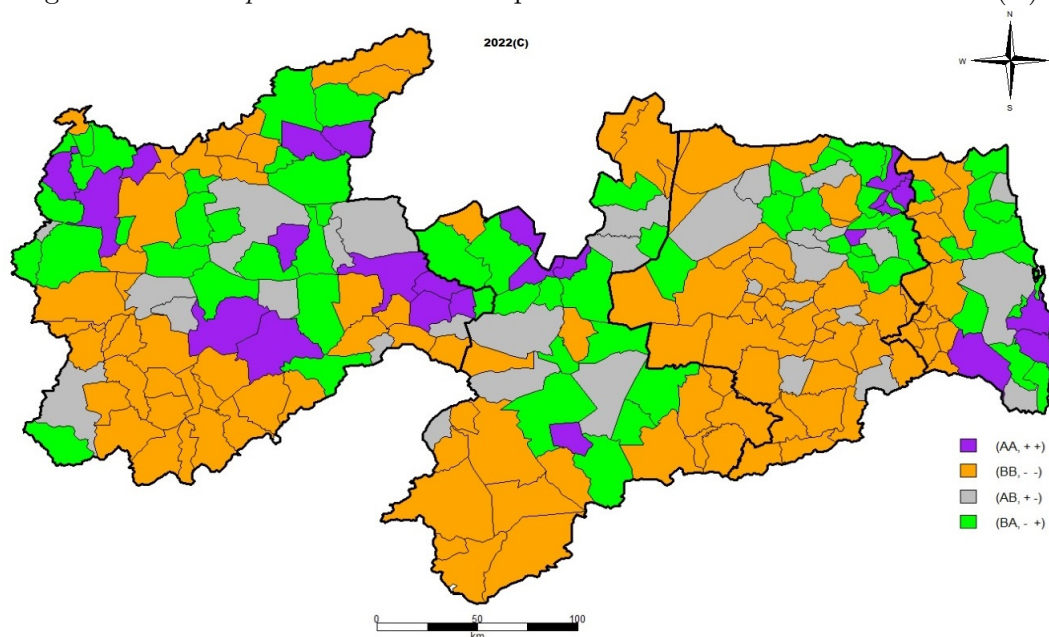 2022(C)
N
W
S
(AA, + +)
(BB, - -)
(AB, + -)
(BA, - +)
0 50 100
km